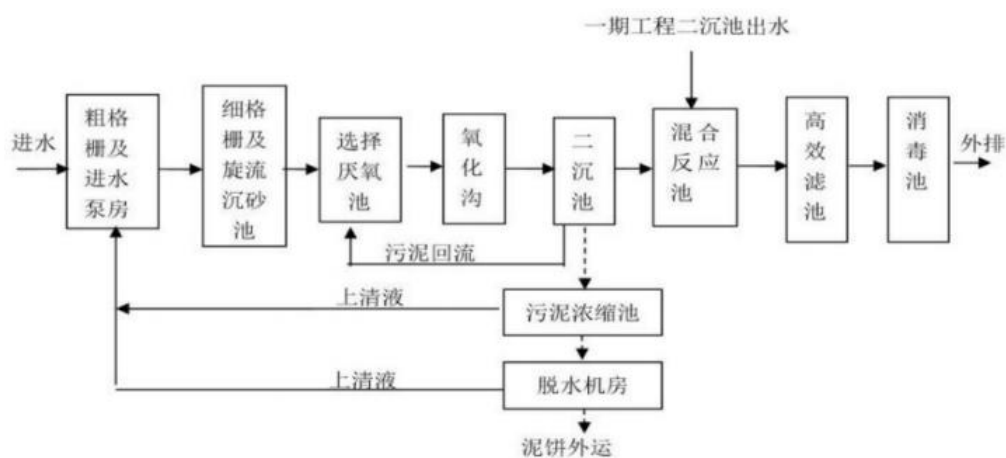 一期工程二沉池出水
进水
粗格
栅及
进水
泵房
细格
栅及
旋流
沉砂
池
选择
厌氧
池
氧
化
沟
二
沉
池
混合
反应
池
高
效
滤
池
消
毒
池
外排
污泥回流
上清液
污泥浓缩池
上清液
脱水机房
泥饼外运